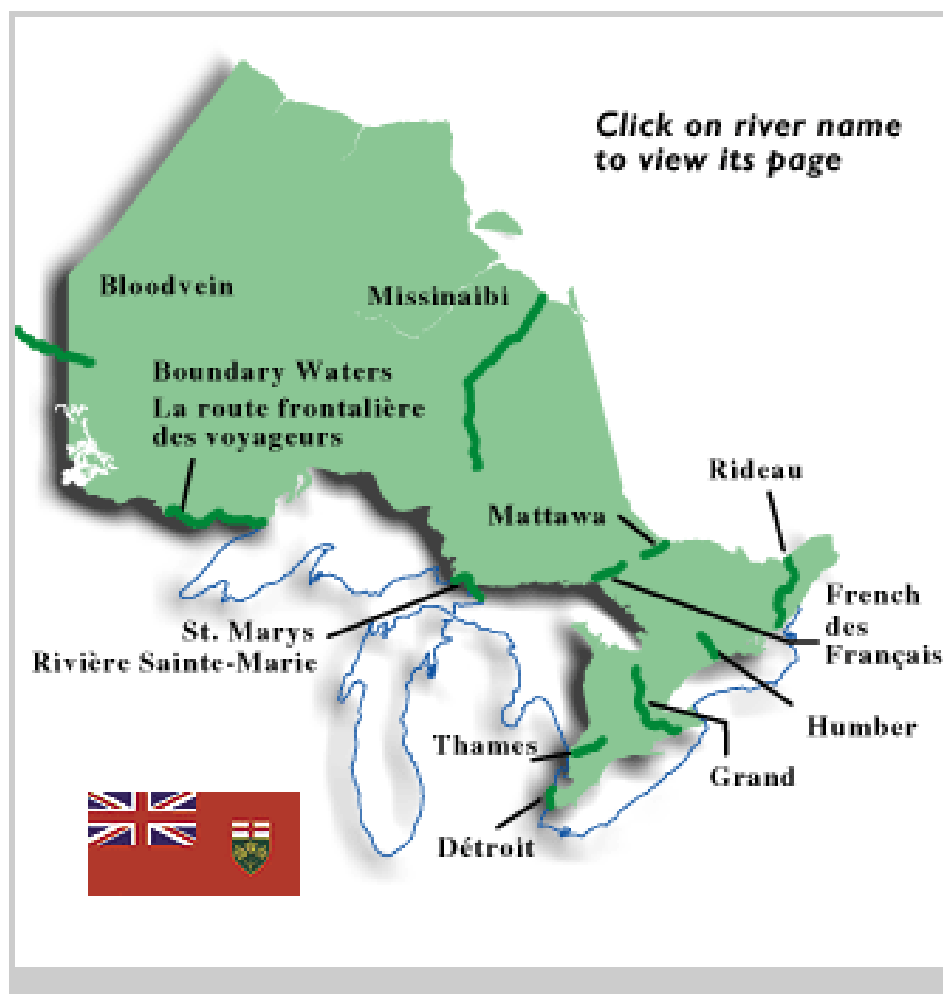 Click on river name
to view its page
Bloodvein
Missinaibi
Boundary Waters
La route frontalière
des voyageurs
Rideau
Mattawa
French
des
Français
St. Marys
Rivière Sainte-Marie
Humber
Thames
Grand
Détroit